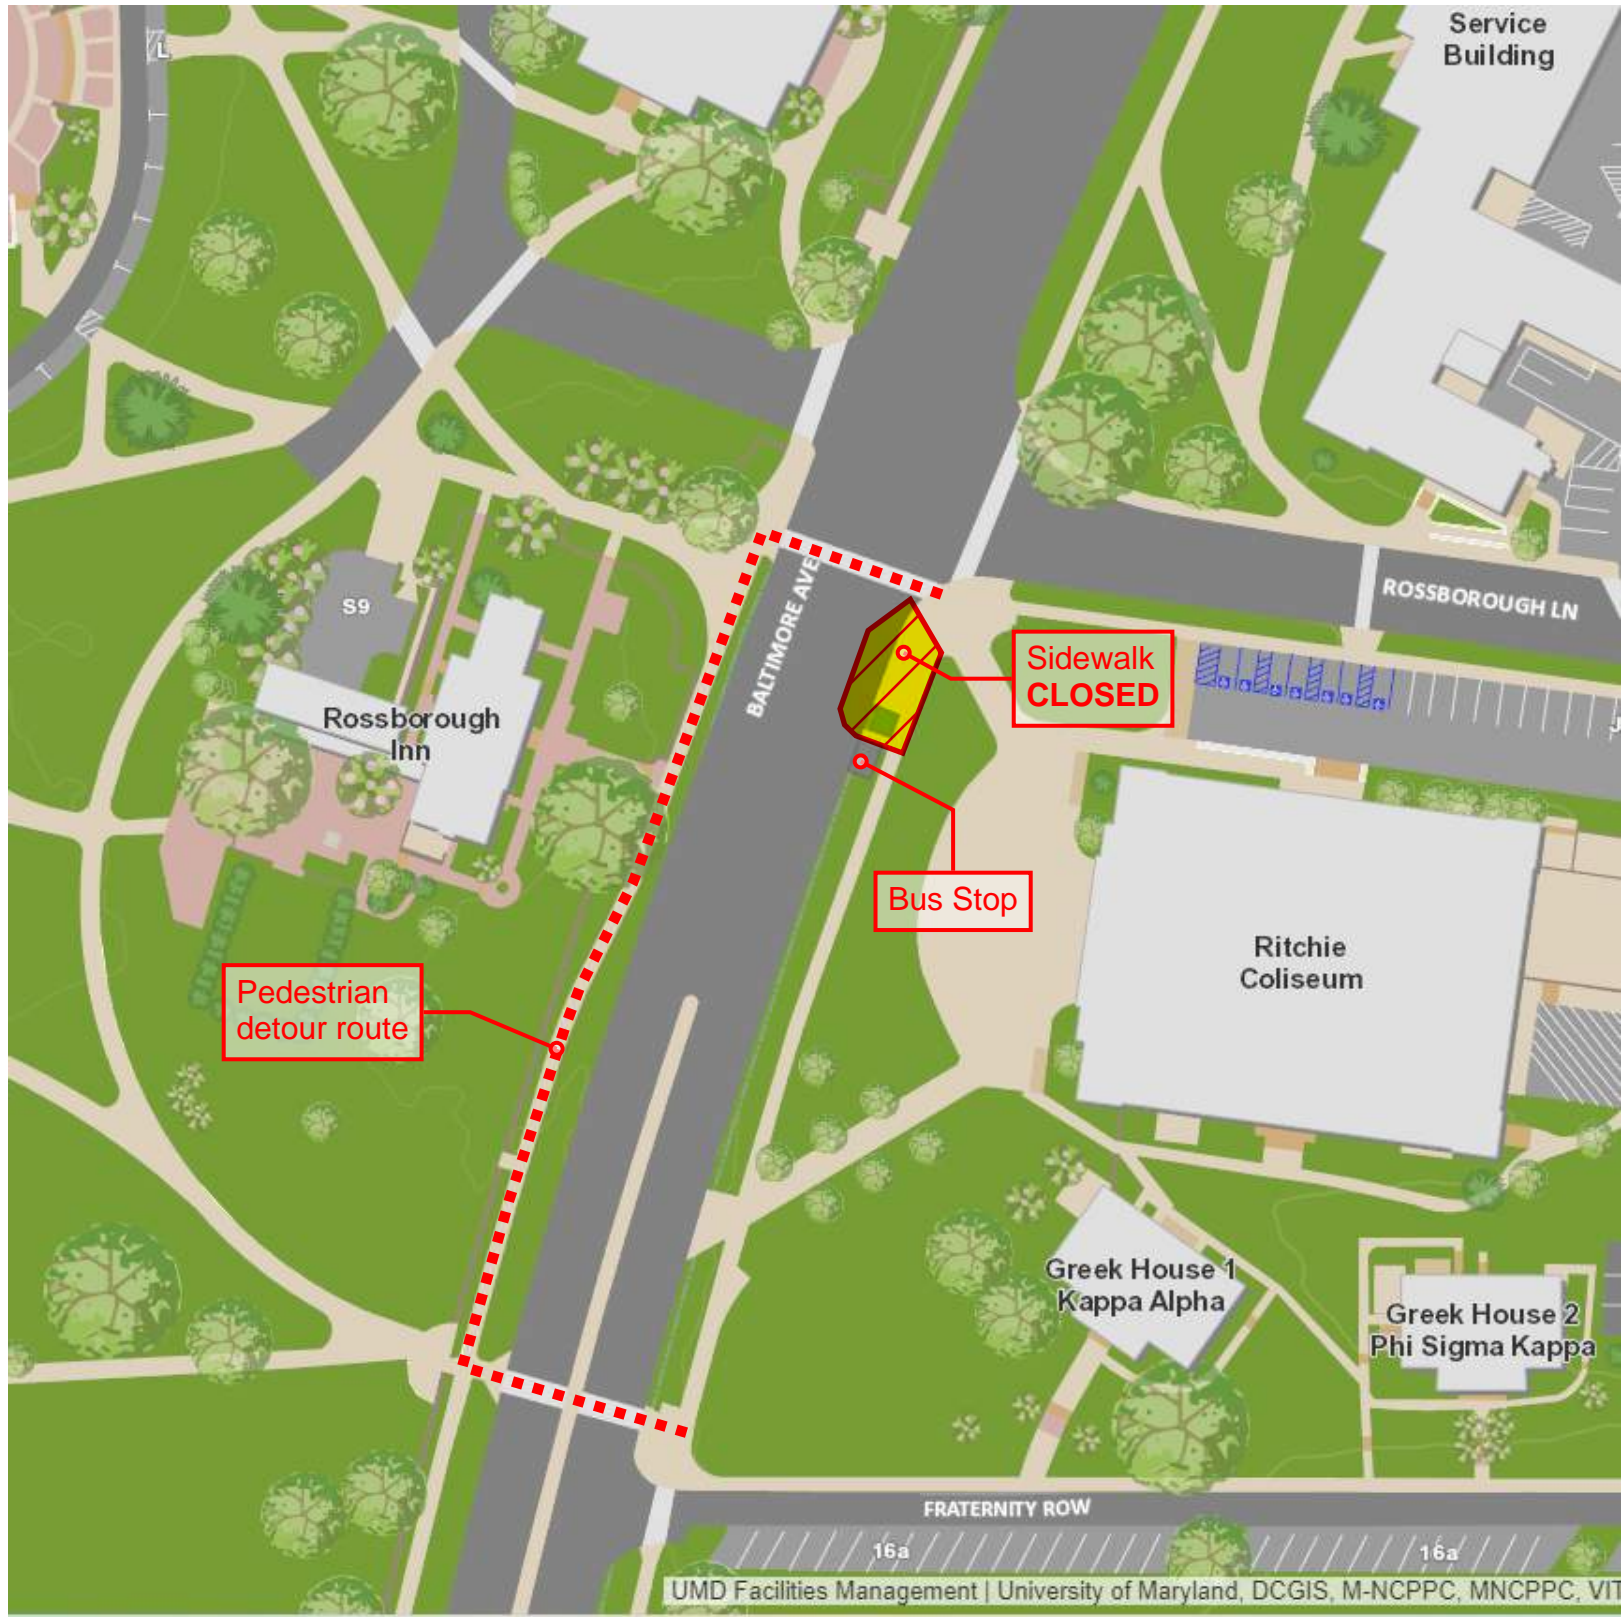 Service
Building
L
ROSSBOROUGH LN
S9
BALTIMORE AVE
Sidewalk
CLOSED
Rossborough
Inn
J
Bus Stop
Ritchie
Coliseum
Pedestrian
detour route
Greek House 1
Kappa Alpha
Greek House 2
Phi Sigma Kappa
FRATERNITY ROW
16a
16a
UMD Facilities Management | University of Maryland, DCGIS, M-NCPPC, MNCPPC, VIT